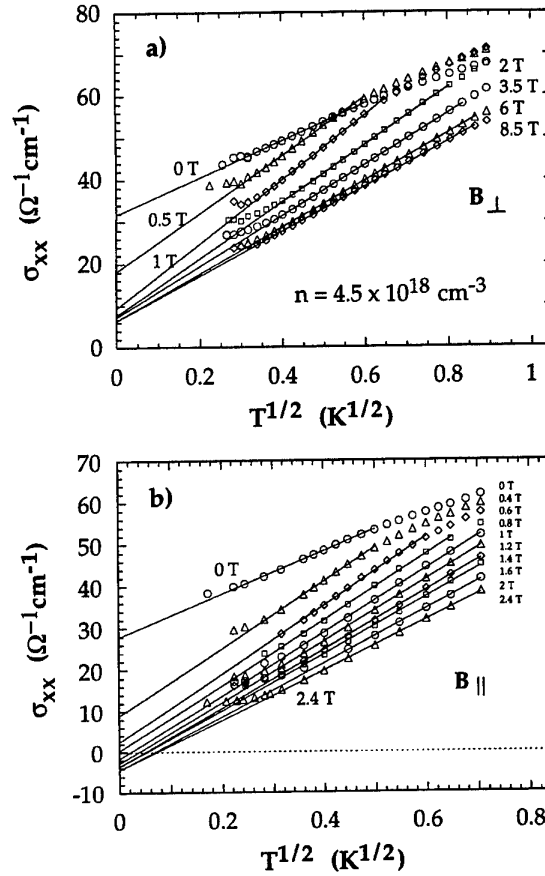 a)
80
60
40
20
0
σxx (Ω⁻¹cm⁻¹)
0 T
0.5 T
1 T
2 T
3.5 T
6 T
8.5 T
B⊥
n = 4.5 x 10¹⁸ cm⁻³
0 0.2 0.4 0.6 0.8 1
T^1/2 (K^1/2)
b)
70
60
50
40
30
20
10
0
-10
σxx (Ω⁻¹cm⁻¹)
0 T
2.4 T
0 T
0.4 T
0.6 T
0.8 T
1 T
1.2 T
1.4 T
1.6 T
2 T
2.4 T
B||
0 0.2 0.4 0.6 0.8
T^1/2 (K^1/2)